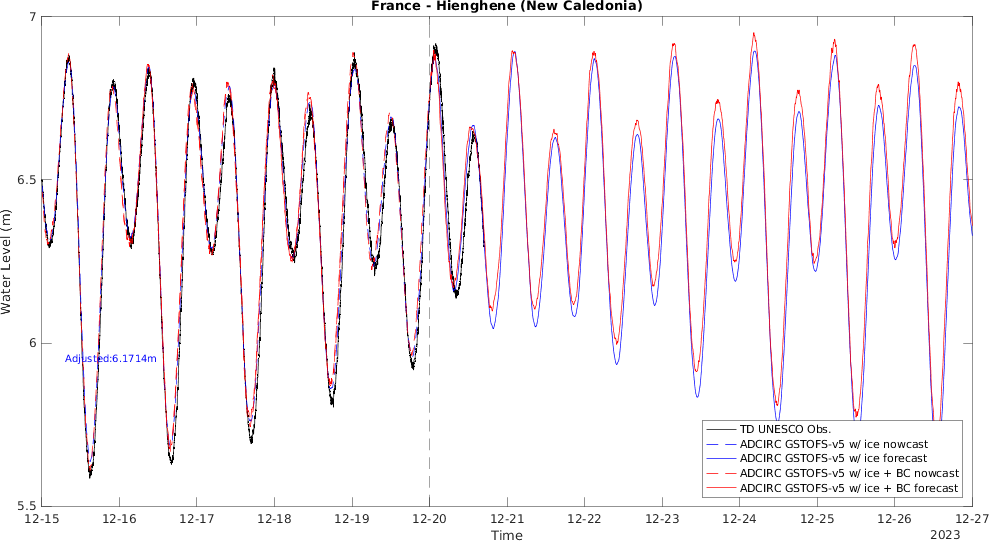 France - Hienghene (New Caledonia)
7
6.5
6
5.5
Water Level (m)
Adjusted:6.1714m
TD UNESCO Obs.
ADCIRC GSTOFS-v5 w/ ice nowcast
ADCIRC GSTOFS-v5 w/ ice forecast
ADCIRC GSTOFS-v5 w/ ice + BC nowcast
ADCIRC GSTOFS-v5 w/ ice + BC forecast
12-15 12-16 12-17 12-18 12-19 12-20 12-21 12-22 12-23 12-24 12-25 12-26 12-27
Time
2023